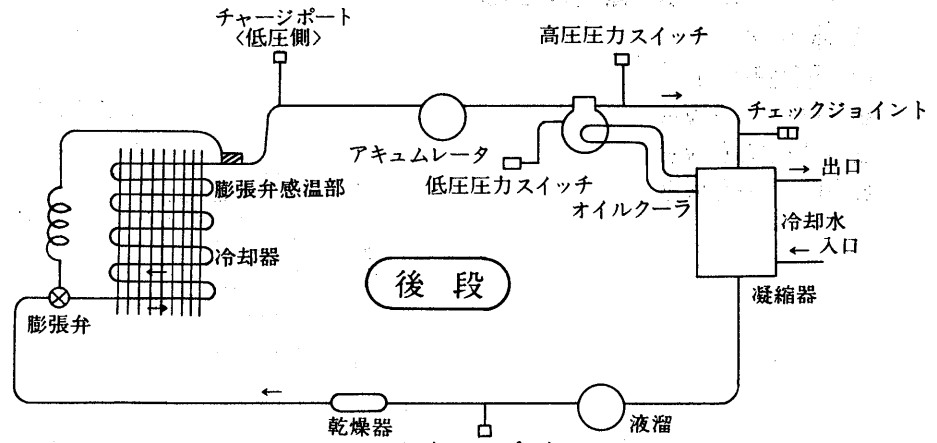 チャージポート
〈低圧側〉
高圧圧力スイッチ
チェックジョイント
アキュムレータ
低圧圧力スイッチ
オイルクーラ
出口
冷却水
入口
凝縮器
膨張弁感温部
冷却器
後段
膨張弁
乾燥器
液溜